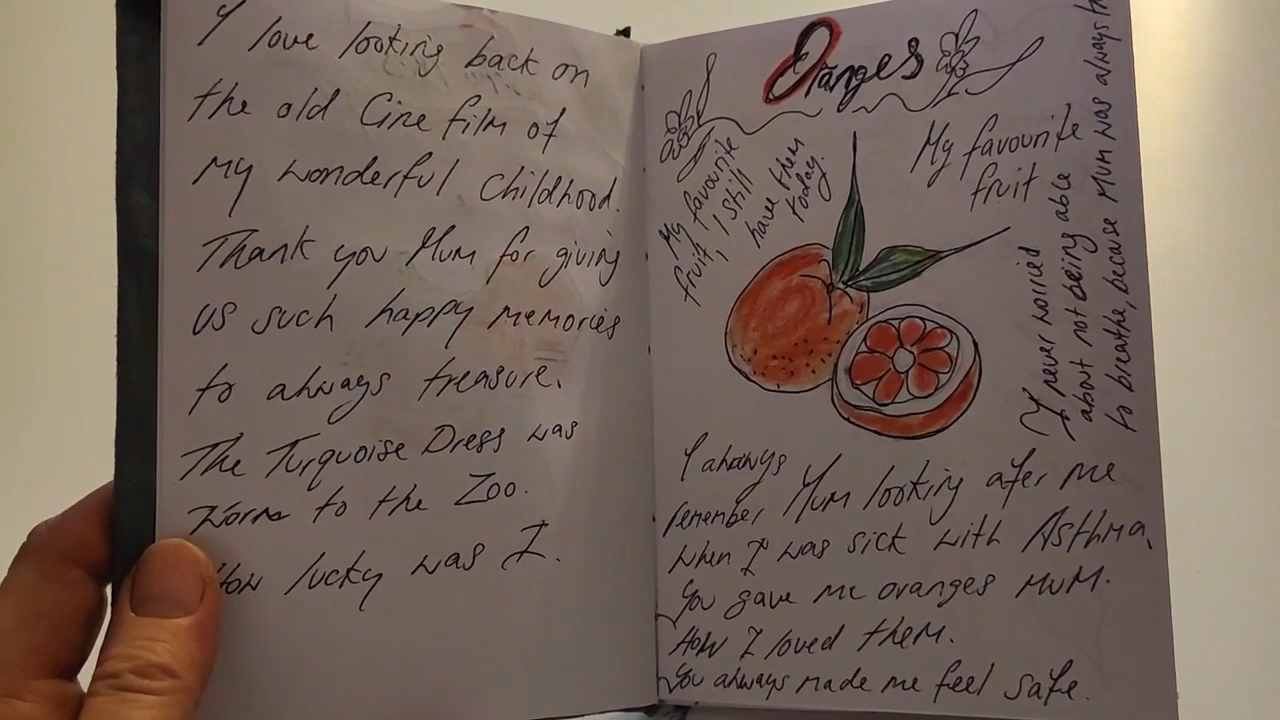 I love looking back on
the old Cine film of
My wonderful childhood.
Thank you Mum for giving
us such happy memories
to always treasure.
The Turquoise Dress was
Worn to the Zoo.
How lucky was I.
Oranges
My favourite
fruit, I still
have them
today.
My favourite
fruit
I never worried
about not being able
to breathe, because Mum was always
I always
remember Mum looking afer me
when I was sick with Asthma,
You gave me oranges Mum.
How I loved them.
You always made me feel safe.